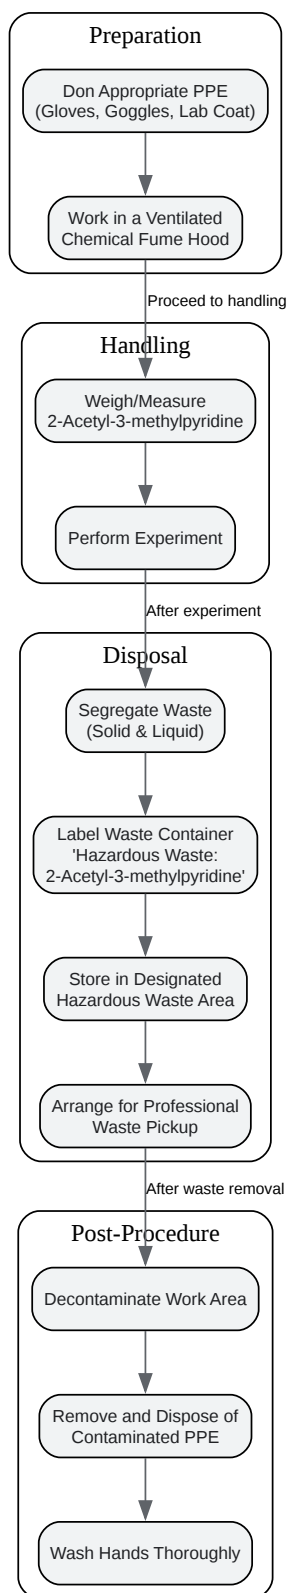 Preparation
Don Appropriate PPE
(Gloves, Goggles, Lab Coat)
Work in a Ventilated
Chemical Fume Hood
Proceed to handling
Handling
Weigh/Measure
2-Acetyl-3-methylpyridine
Perform Experiment
After experiment
Disposal
Segregate Waste
(Solid & Liquid)
Label Waste Container
'Hazardous Waste:
2-Acetyl-3-methylpyridine'
Store in Designated
Hazardous Waste Area
Arrange for Professional
Waste Pickup
After waste removal
Post-Procedure
Decontaminate Work Area
Remove and Dispose of
Contaminated PPE
Wash Hands Thoroughly